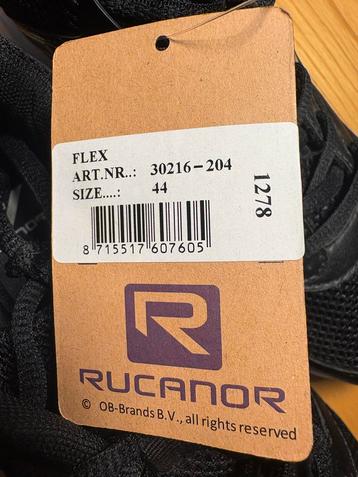 FLEX
ART.NR..: 30216-204
SIZE....: 44
1278
8 715517 607605
R
RUCANOR
© OB-Brands B.V., all rights reserved